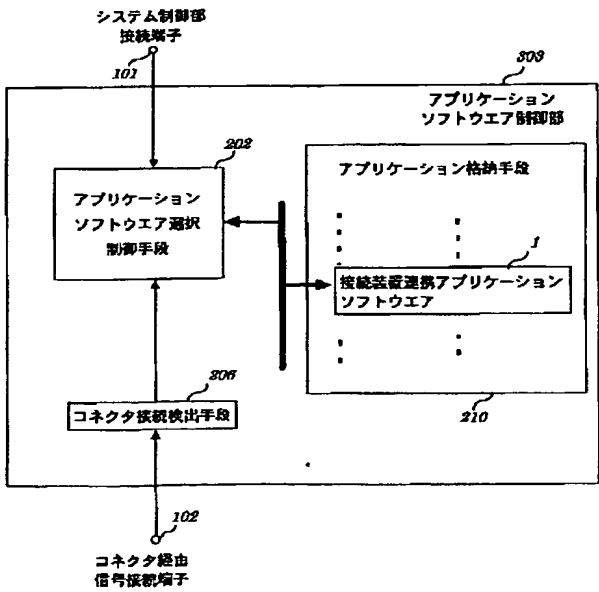 システム制御部
接続端子
101
303
アプリケーション
ソフトウエア制御部
202
アプリケーション
ソフトウエア選択
制御手段
アプリケーション格納手段
1
接続装置連携アプリケーション
ソフトウエア
206
コネクタ接続検出手段
210
102
コネクタ経由
信号接続端子